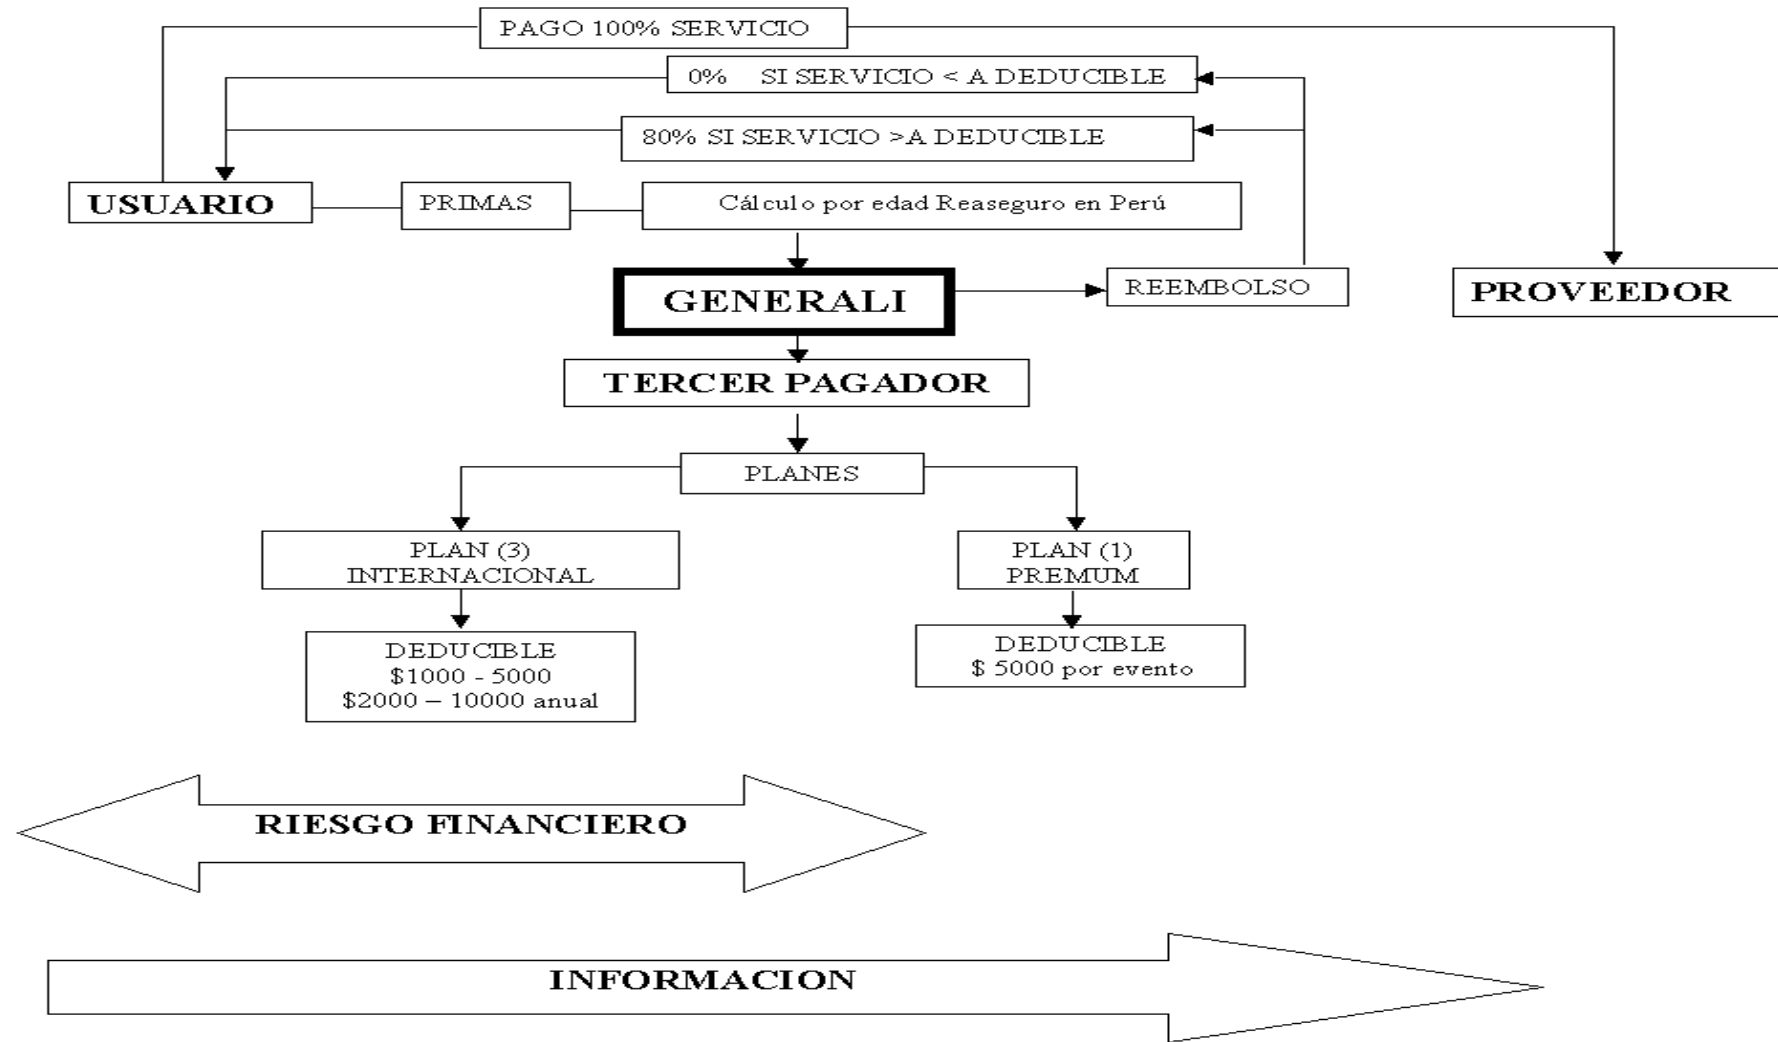 PAGO 100% SERVICIO
0% SI SERVICIO < A DEDUCIBLE
80% SI SERVICIO >A DEDUCIBLE
USUARIO
PRIMAS
Cálculo por edad Reaseguro en Perú
GENERALI
REEMBOLSO
PROVEEDOR
TERCER PAGADOR
PLANES
PLAN (3)
INTERNACIONAL
PLAN (1)
PREMUM
DEDUCIBLE
$1000 - 5000
$2000 – 10000 anual
DEDUCIBLE
$ 5000 por evento
RIESGO FINANCIERO
INFORMACION